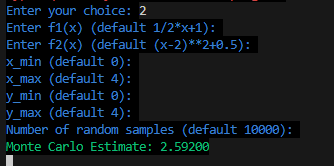 Enter your choice: 2
Enter f1(x) (default 1/2*x+1):
Enter f2(x) (default (x-2)**2+0.5):
x_min (default 0):
x_max (default 4):
y_min (default 0):
y_max (default 4):
Number of random samples (default 10000):
Monte Carlo Estimate: 2.59200